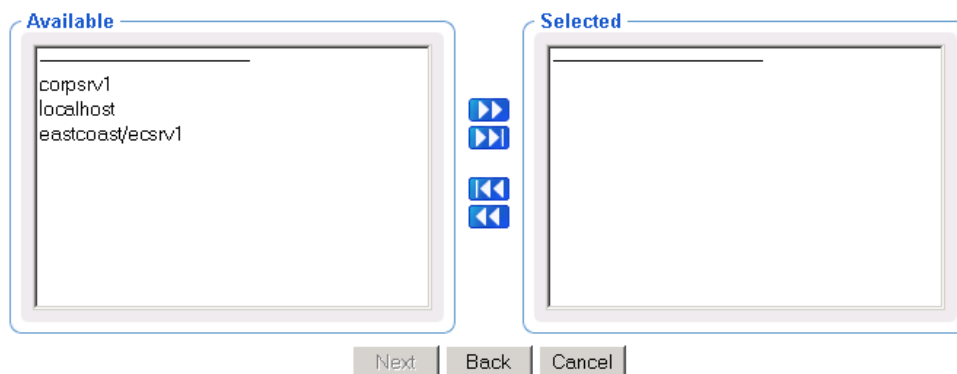 Available
corpsrv1
localhost
eastcoast/ecsrv1
Selected
Next
Back
Cancel